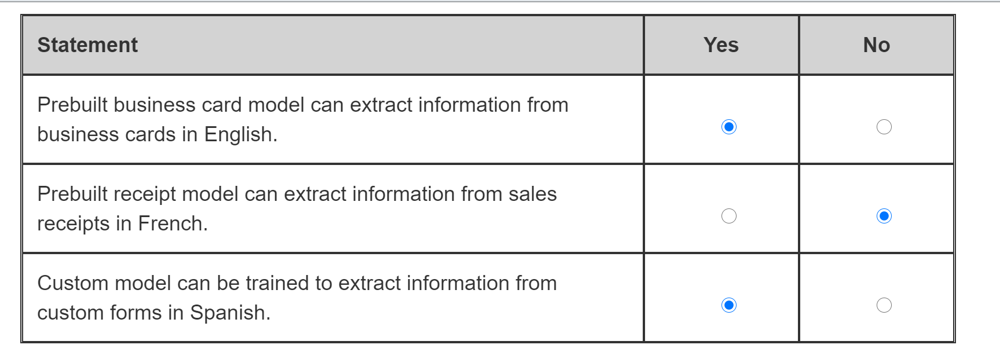 Statement Yes No
Prebuilt business card model can extract information from
business cards in English.
Prebuilt receipt model can extract information from sales
receipts in French.
Custom model can be trained to extract information from
custom forms in Spanish.